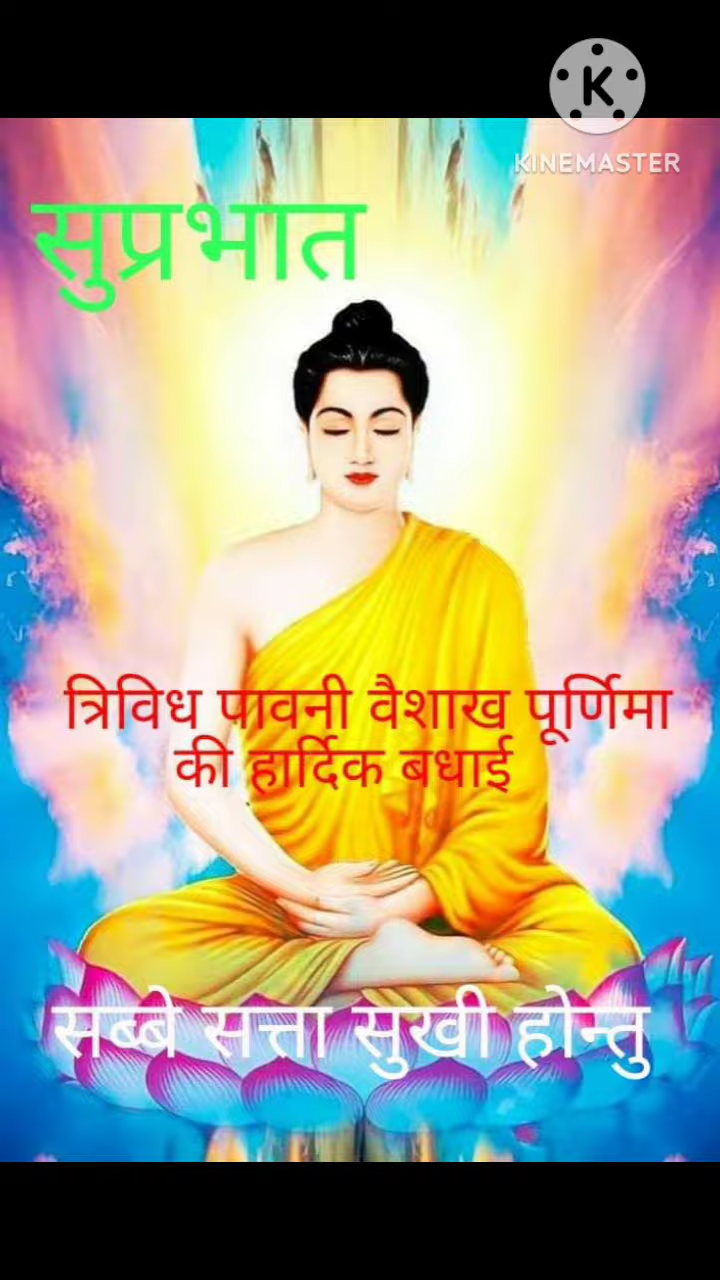 K
KINEMASTER
सुप्रभात
त्रिविध पावनी वैशाख पूर्णिमा
की हार्दिक बधाई
सब्बे सत्ता सुखी होन्तु